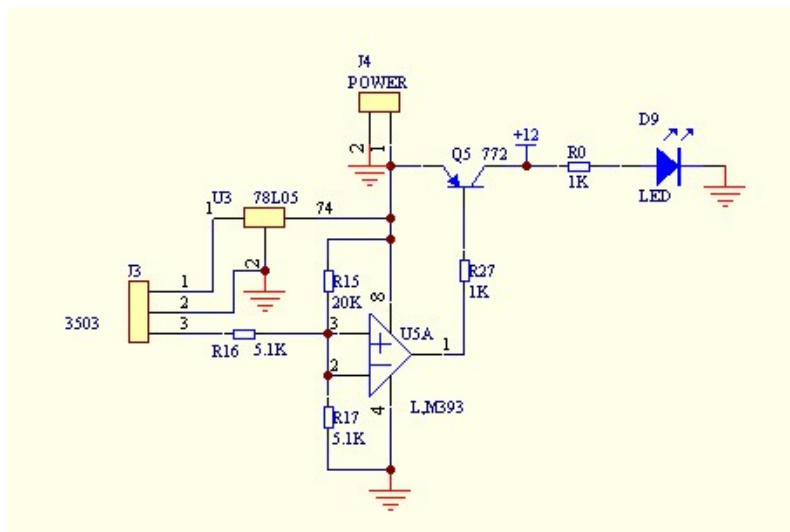 J4
POWER
2 1
Q5 772
+12
R0
1K
D9
LED
U3 78L05
1
74
2
J3
1
2
3
3503
R15
20K
R27
1K
8
3
U5A
1
R16 5.1K
2
4
LM393
R17
5.1K